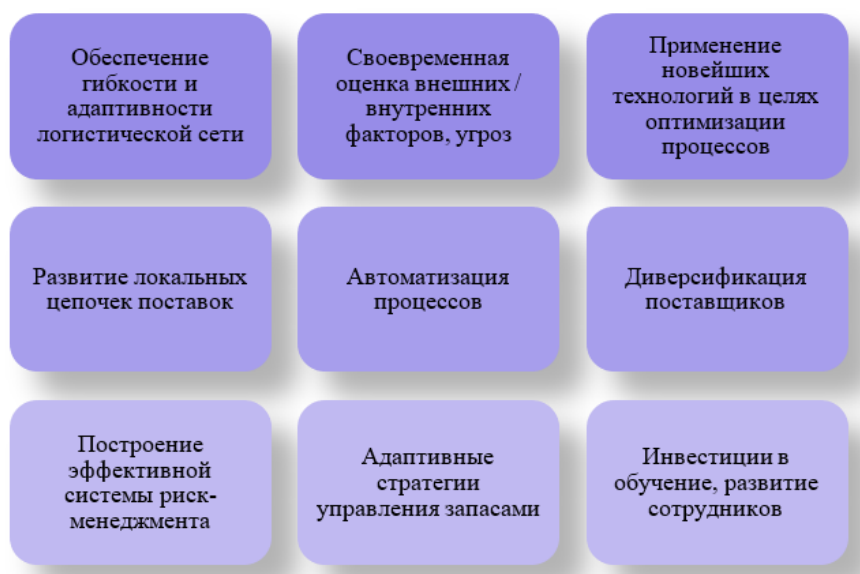 Обеспечение
гибкости и
адаптивности
логистической сети
Своевременная
оценка внешних /
внутренних
факторов, угроз
Применение
новейших
технологий в целях
оптимизации
процессов
Развитие локальных
цепочек поставок
Автоматизация
процессов
Диверсификация
поставщиков
Построение
эффективной
системы риск-
менеджмента
Адаптивные
стратегии
управления запасами
Инвестиции в
обучение, развитие
сотрудников